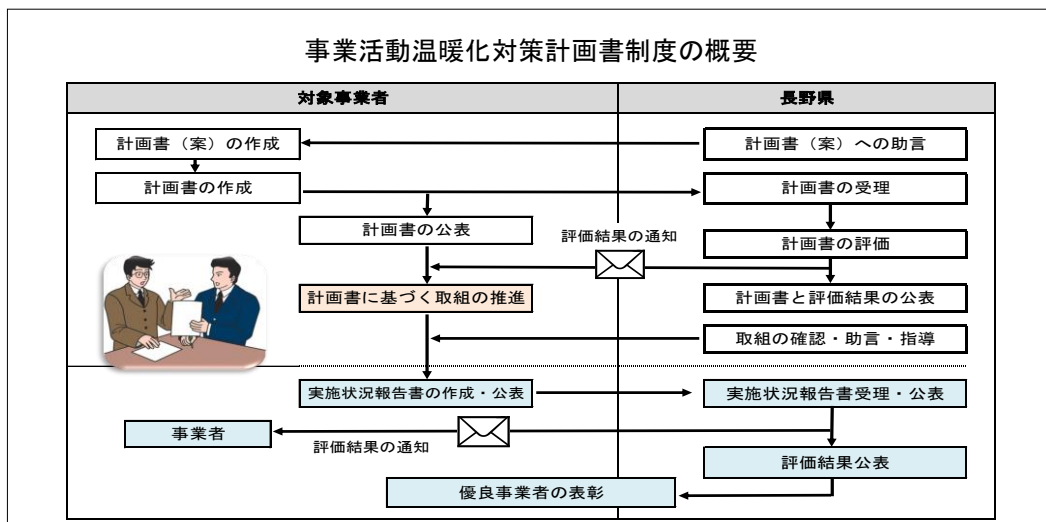 事業活動温暖化対策計画書制度の概要
対象事業者
長野県
計画書（案）の作成
計画書（案）への助言
計画書の作成
計画書の受理
計画書の公表
評価結果の通知
計画書の評価
計画書に基づく取組の推進
計画書と評価結果の公表
取組の確認・助言・指導
実施状況報告書の作成・公表
実施状況報告書受理・公表
事業者
評価結果の通知
評価結果公表
優良事業者の表彰